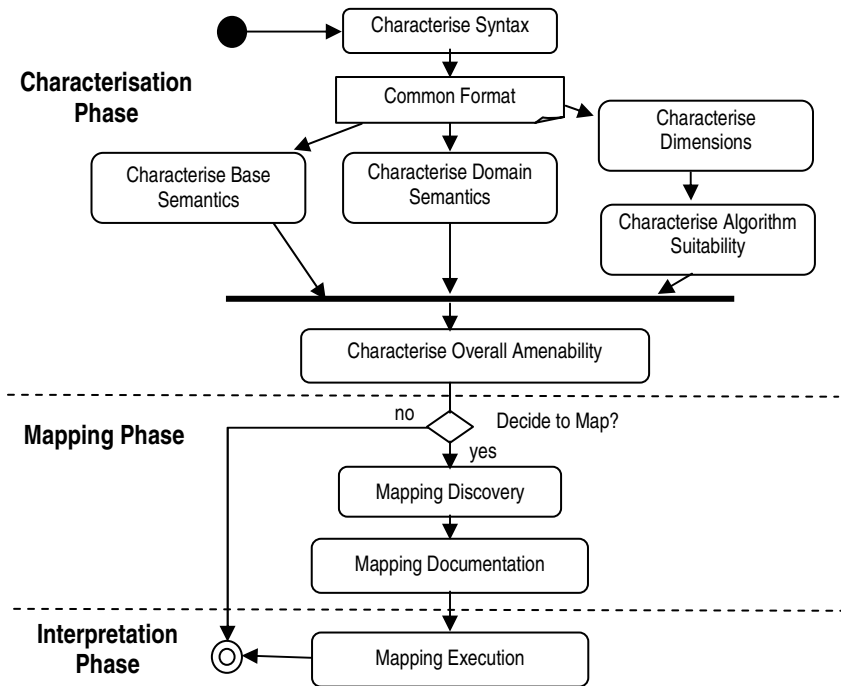 Characterise Syntax
Characterisation
Phase
Common Format
Characterise
Dimensions
Characterise Base
Semantics
Characterise Domain
Semantics
Characterise Algorithm
Suitability
Characterise Overall Amenability
Mapping Phase
no
Decide to Map?
yes
Mapping Discovery
Mapping Documentation
Interpretation
Phase
Mapping Execution